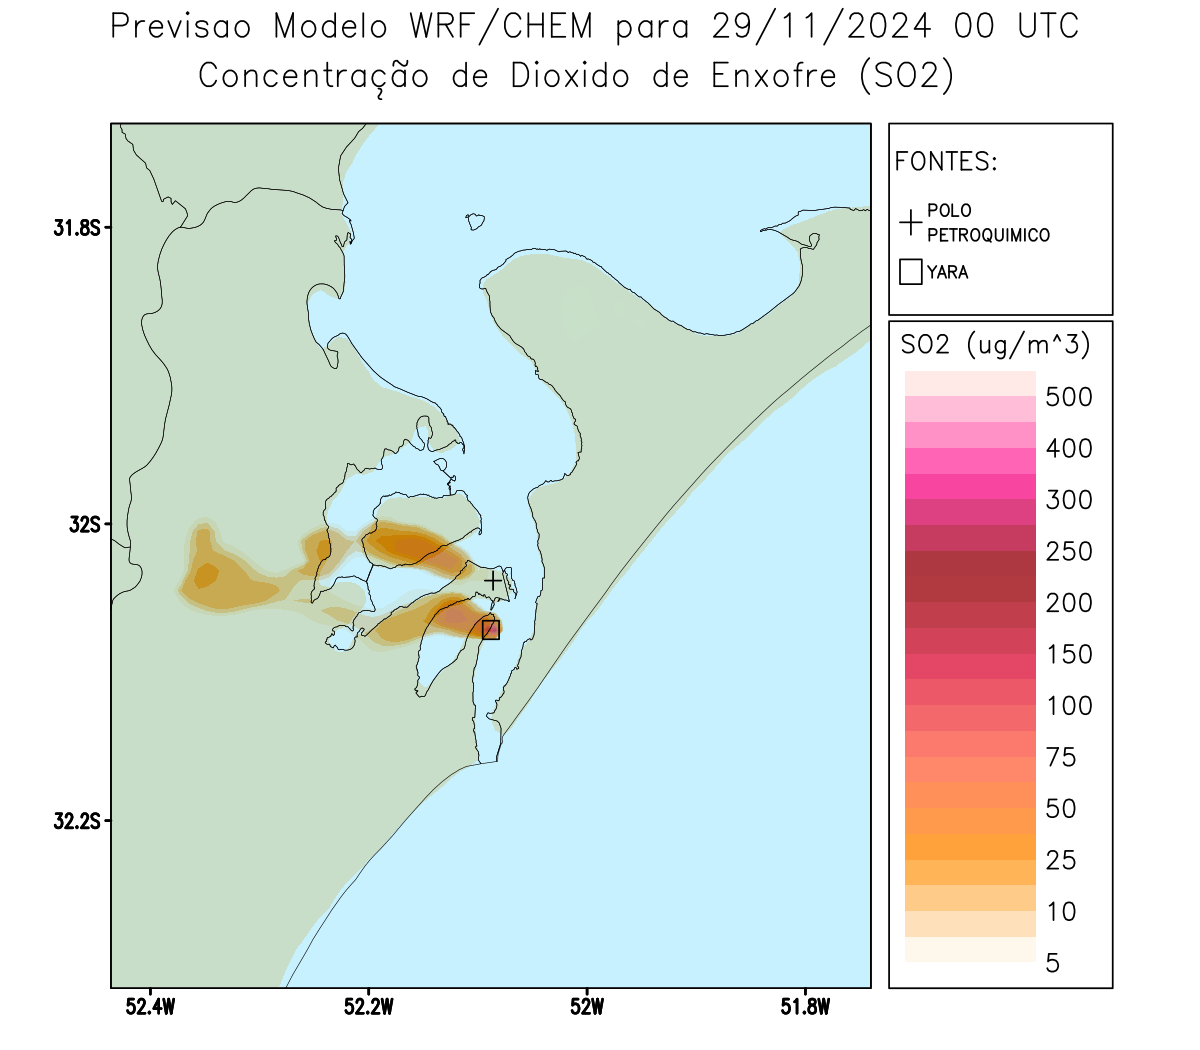 Previsao Modelo WRF/CHEM para 29/11/2024 00 UTC
Concentração de Dioxido de Enxofre (SO2)
FONTES:
POLO
PETROQUIMICO
YARA
SO2 (ug/m^3)
500
400
300
250
200
150
100
75
50
25
10
5
31.8S
32S
32.2S
52.4W
52.2W
52W
51.8W